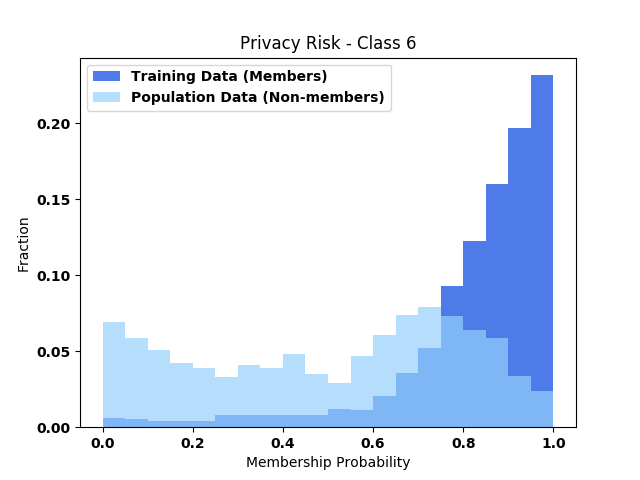 Privacy Risk - Class 6
Training Data (Members)
Population Data (Non-members)
0.20
0.15
0.10
0.05
0.00
Fraction
0.0 0.2 0.4 0.6 0.8 1.0
Membership Probability